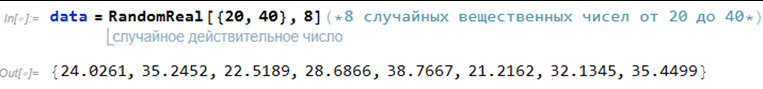 In[•]:= data = RandomReal[{20, 40}, 8](*8 случайных вещественных чисел от 20 до 40*)
случайное действительное число
Out[•]= {24.0261, 35.2452, 22.5189, 28.6866, 38.7667, 21.2162, 32.1345, 35.4499}